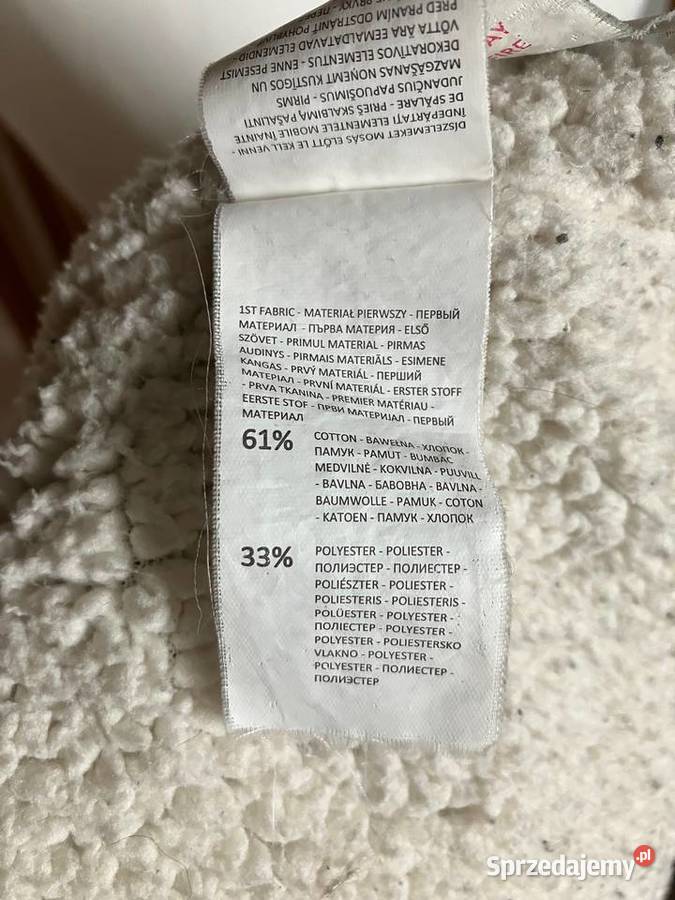 PRED PRANÍM ODSTRÁNIŤ POHYBLI
VÕTTA ÄRA EEMALDATAVAD ELEMENDID -
DEKORATĪVOS ELEMENTUS - ENNE PESEMIST
MAZGĀŠANAS NOŅEMT KUSTĪGOS UN
JUDANČIUS PAPUOŠIMUS - PIRMS
DE SPĂLARE - PRIEŠ SKALBIMĄ PAŠALINTI
ÎNDEPĂRTAȚI ELEMENTELE MOBILE ÎNAINTE
DÍSZELEMEKET MOSÁS ELŐTT LE KELL VENNI -
1ST FABRIC - MATERIAŁ PIERWSZY - ПЕРВЫЙ
МАТЕРИАЛ - ПЪРВА МАТЕРИЯ - ELSŐ
SZÖVET - PRIMUL MATERIAL - PIRMAS
AUDINYS - PIRMAIS MATERIĀLS - ESIMENE
KANGAS - PRVÝ MATERIÁL - ПЕРШИЙ
МАТЕРІАЛ - PRVNÍ MATERIÁL - ERSTER STOFF
- PRVA TKANINA - PREMIER MATÉRIAU -
EERSTE STOF - ПРВИ МАТЕРИЈАЛ - ПЕРВЫЙ
МАТЕРИАЛ
61% COTTON - BAWEŁNA - ХЛОПОК -
ПАМУК - PAMUT - BUMBAC
MEDVILNĖ - KOKVILNA - PUUVILL
- BAVLNA - БАВОВНА - BAVLNA -
BAUMWOLLE - PAMUK - COTON
- KATOEN - ПАМУК - ХЛОПОК
33% POLYESTER - POLIESTER -
ПОЛИЭСТЕР - ПОЛИЕСТЕР -
POLIÉSZTER - POLIESTER -
POLIESTERIS - POLIESTERIS -
POLÜESTER - POLYESTER -
ПОЛІЕСТЕР - POLYESTER -
POLYESTER - POLIESTERSKO
VLAKNO - POLYESTER -
POLYESTER - ПОЛИЕСТЕР -
ПОЛИЭСТЕР
Sprzedajemy.pl